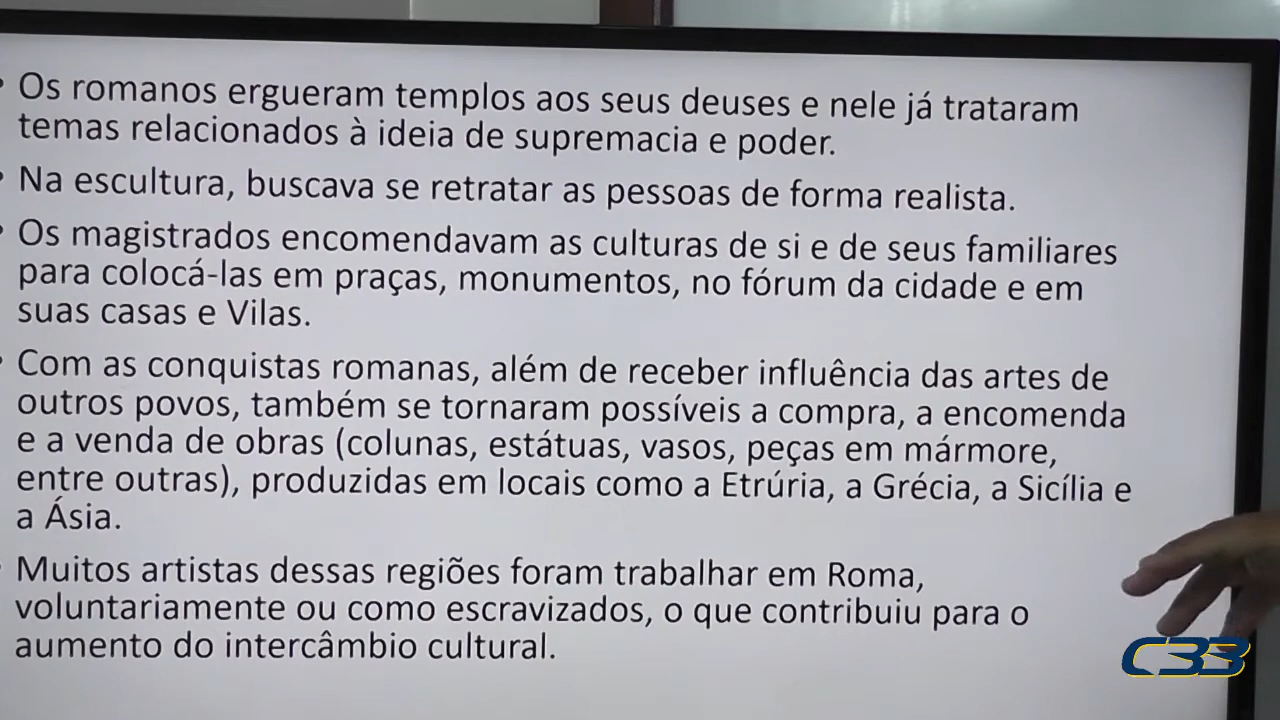 • Os romanos ergueram templos aos seus deuses e nele já trataram
temas relacionados à ideia de supremacia e poder.
• Na escultura, buscava se retratar as pessoas de forma realista.
• Os magistrados encomendavam as culturas de si e de seus familiares
para colocá-las em praças, monumentos, no fórum da cidade e em
suas casas e Vilas.
• Com as conquistas romanas, além de receber influência das artes de
outros povos, também se tornaram possíveis a compra, a encomenda
e a venda de obras (colunas, estátuas, vasos, peças em mármore,
entre outras), produzidas em locais como a Etrúria, a Grécia, a Sicília e
a Ásia.
• Muitos artistas dessas regiões foram trabalhar em Roma,
voluntariamente ou como escravizados, o que contribuiu para o
aumento do intercâmbio cultural.
C33